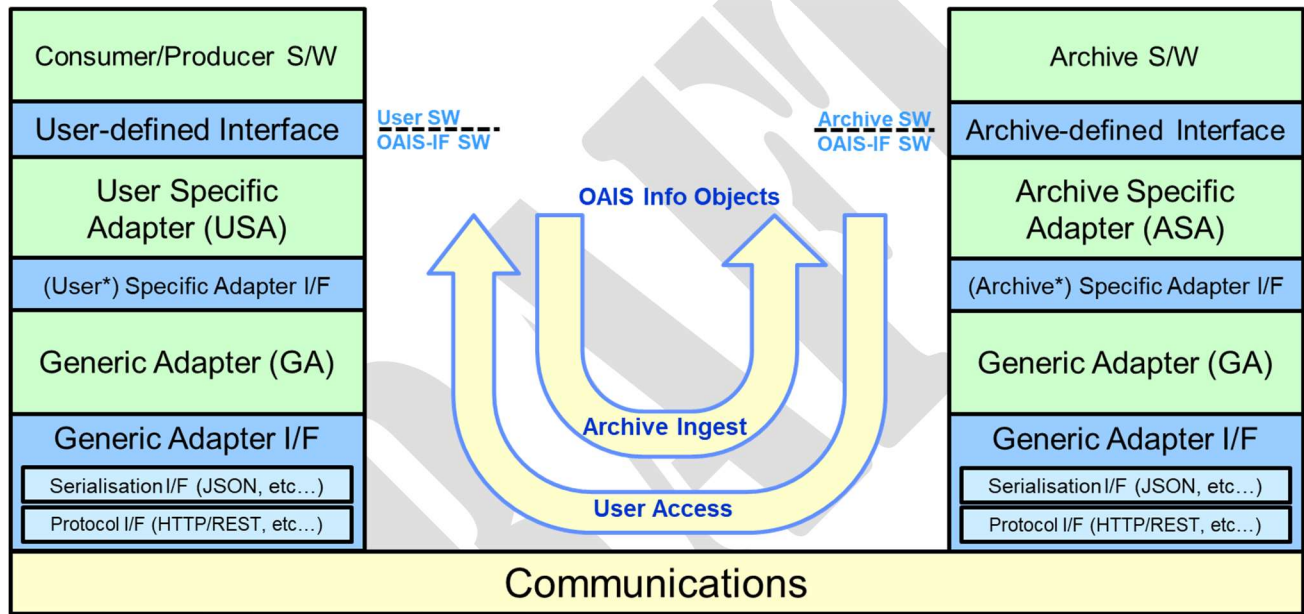 Consumer/Producer S/W
User-defined Interface
User Specific
Adapter (USA)
(User*) Specific Adapter I/F
Generic Adapter (GA)
Generic Adapter I/F
Serialisation I/F (JSON, etc...)
Protocol I/F (HTTP/REST, etc...)
User SW
OAIS-IF SW
Archive SW
OAIS-IF SW
OAIS Info Objects
Archive Ingest
User Access
Archive S/W
Archive-defined Interface
Archive Specific
Adapter (ASA)
(Archive*) Specific Adapter I/F
Generic Adapter (GA)
Generic Adapter I/F
Serialisation I/F (JSON, etc...)
Protocol I/F (HTTP/REST, etc...)
Communications